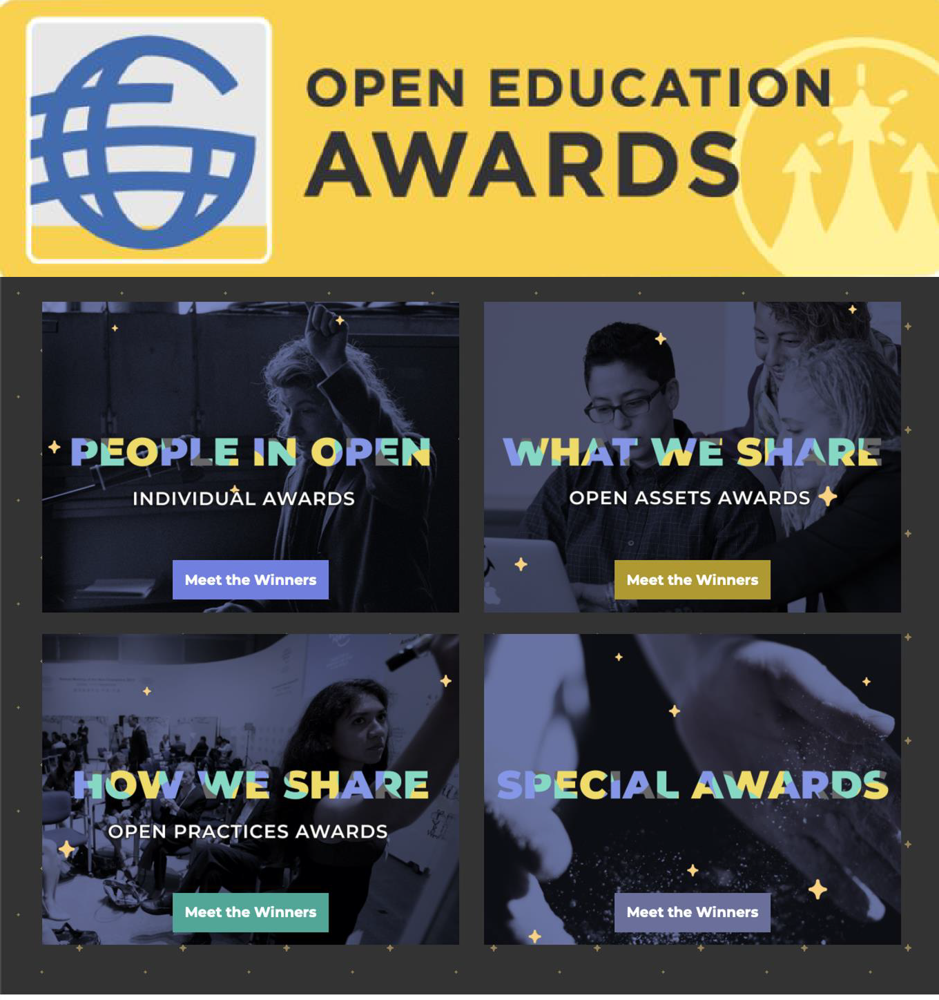 OPEN EDUCATION
AWARDS
PEOPLE IN OPEN
INDIVIDUAL AWARDS
Meet the Winners
WHAT WE SHARE
OPEN ASSETS AWARDS
Meet the Winners
HOW WE SHARE
OPEN PRACTICES AWARDS
Meet the Winners
SPECIAL AWARDS
Meet the Winners